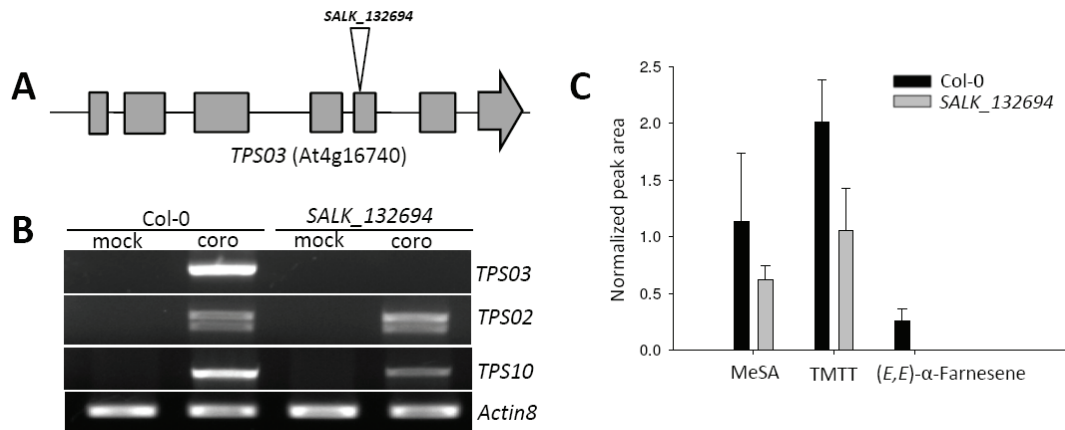 A
SALK_132694
TPS03 (At4g16740)
B
Col-0
SALK_132694
mock
coro
mock
coro
TPS03
TPS02
TPS10
Actin8
C
Normalized peak area
2.5
2.0
1.5
1.0
0.5
0.0
Col-0
SALK_132694
MeSA
TMTT
(E,E)-α-Farnesene